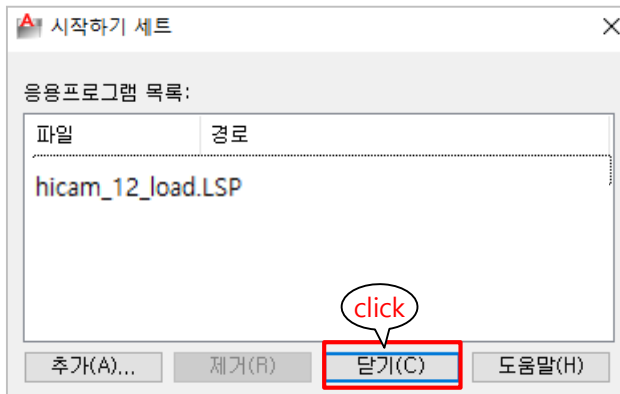 시작하기 세트
응용프로그램 목록:
파일 경로
hicam_12_load.LSP
click
추가(A)... 제거(R) 닫기(C) 도움말(H)